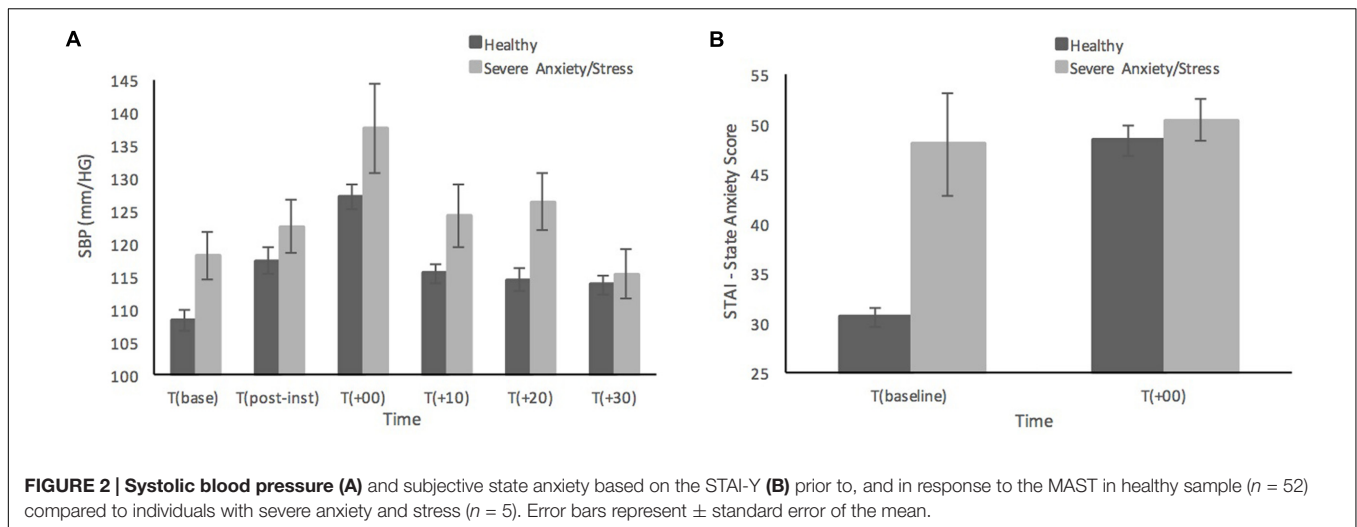 A
Healthy
Severe Anxiety/Stress
145
140
135
130
125
120
115
110
105
100
SBP (mm/HG)
T(base) T(post-inst) T(+00) T(+10) T(+20) T(+30)
Time
B
Healthy
Severe Anxiety/Stress
55
50
45
40
35
30
25
STAI - State Anxiety Score
T(baseline) T(+00)
Time
FIGURE 2 | Systolic blood pressure (A) and subjective state anxiety based on the STAI-Y (B) prior to, and in response to the MAST in healthy sample (n = 52)
compared to individuals with severe anxiety and stress (n = 5). Error bars represent ± standard error of the mean.